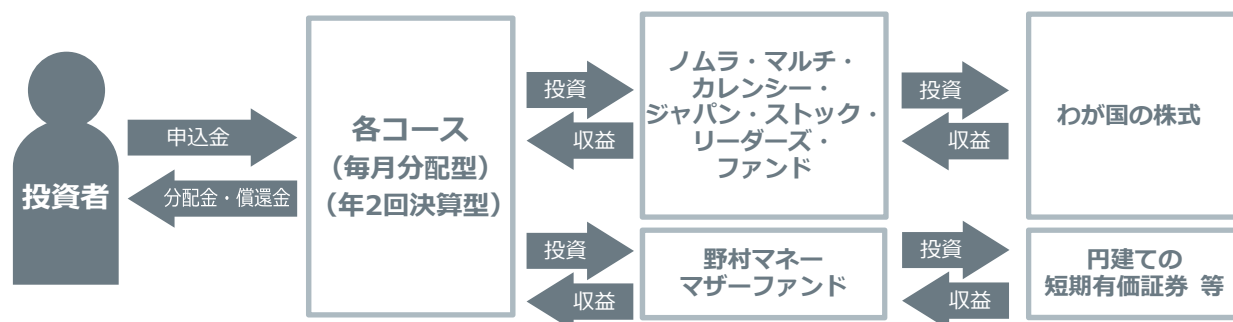 投資者
申込金
分配金・償還金
各コース
（毎月分配型）
（年2回決算型）
投資
収益
ノムラ・マルチ・
カレンシー・
ジャパン・ストック・
リーダーズ・
ファンド
投資
収益
わが国の株式
投資
収益
野村マネー
マザーファンド
投資
収益
円建ての
短期有価証券 等